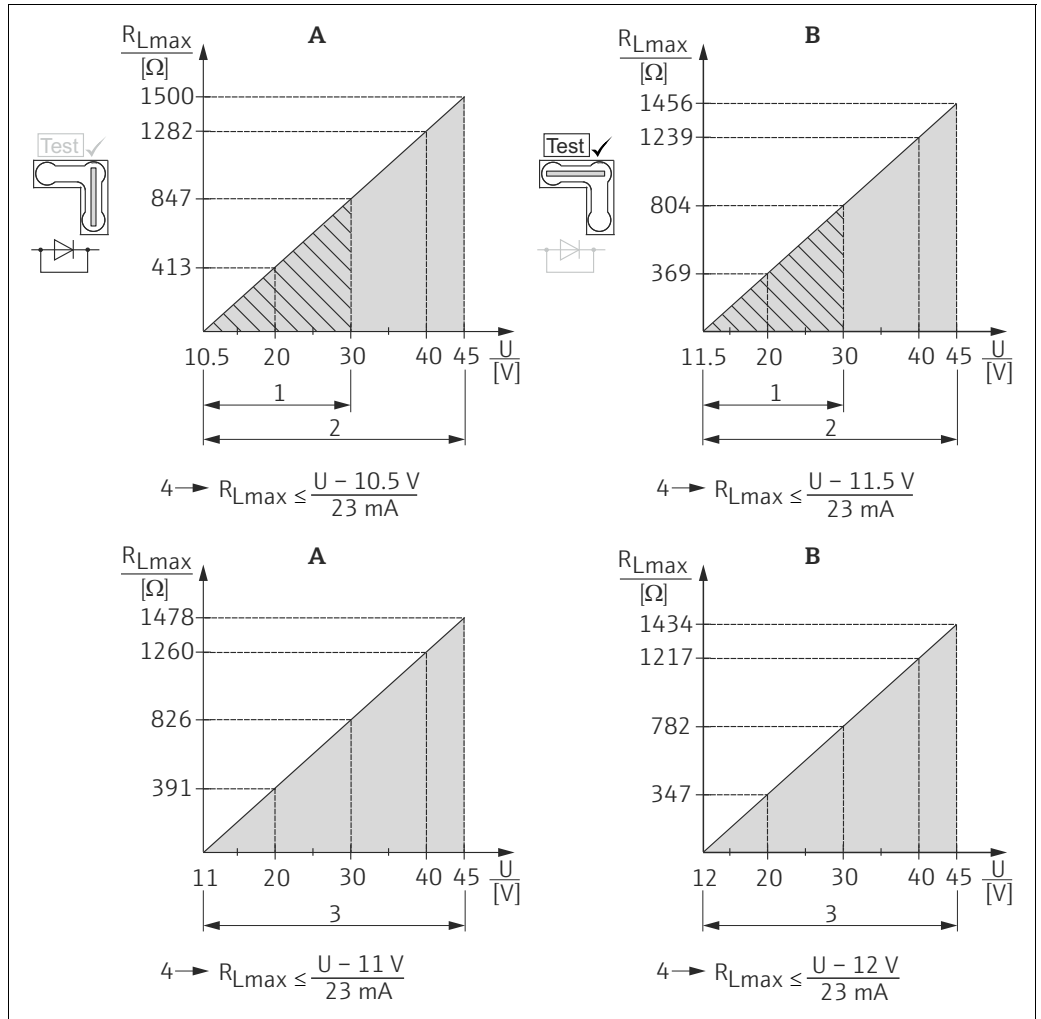 A
R_Lmax
[Ω]
1500
1282
847
413
Test
10.5 20 30 40 45 U
[V]
1
2
4 R_Lmax ≤ U – 10.5 V
23 mA
B
R_Lmax
[Ω]
1456
1239
804
369
Test
11.5 20 30 40 45 U
[V]
1
2
4 R_Lmax ≤ U – 11.5 V
23 mA
A
R_Lmax
[Ω]
1478
1260
826
391
11 20 30 40 45 U
[V]
3
4 R_Lmax ≤ U – 11 V
23 mA
B
R_Lmax
[Ω]
1434
1217
782
347
12 20 30 40 45 U
[V]
3
4 R_Lmax ≤ U – 12 V
23 mA